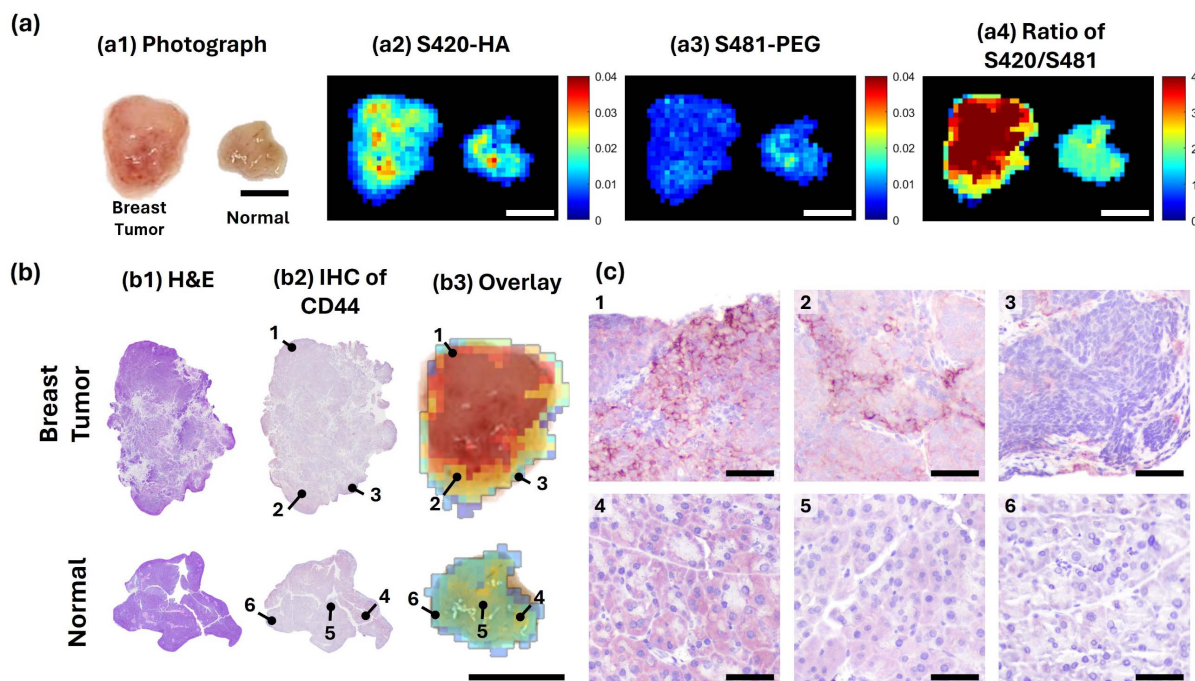 (a)
(a1) Photograph
Breast
Tumor
Normal
(a2) S420-HA
0.04
0.03
0.02
0.01
0
(a3) S481-PEG
0.04
0.03
0.02
0.01
0
(a4) Ratio of
S420/S481
4
3
2
1
0
(b)
(b1) H&E
(b2) IHC of
CD44
(b3) Overlay
Breast
Tumor
1
2
3
1
2
3
Normal
6
5
4
6
5
4
(c)
1
2
3
4
5
6